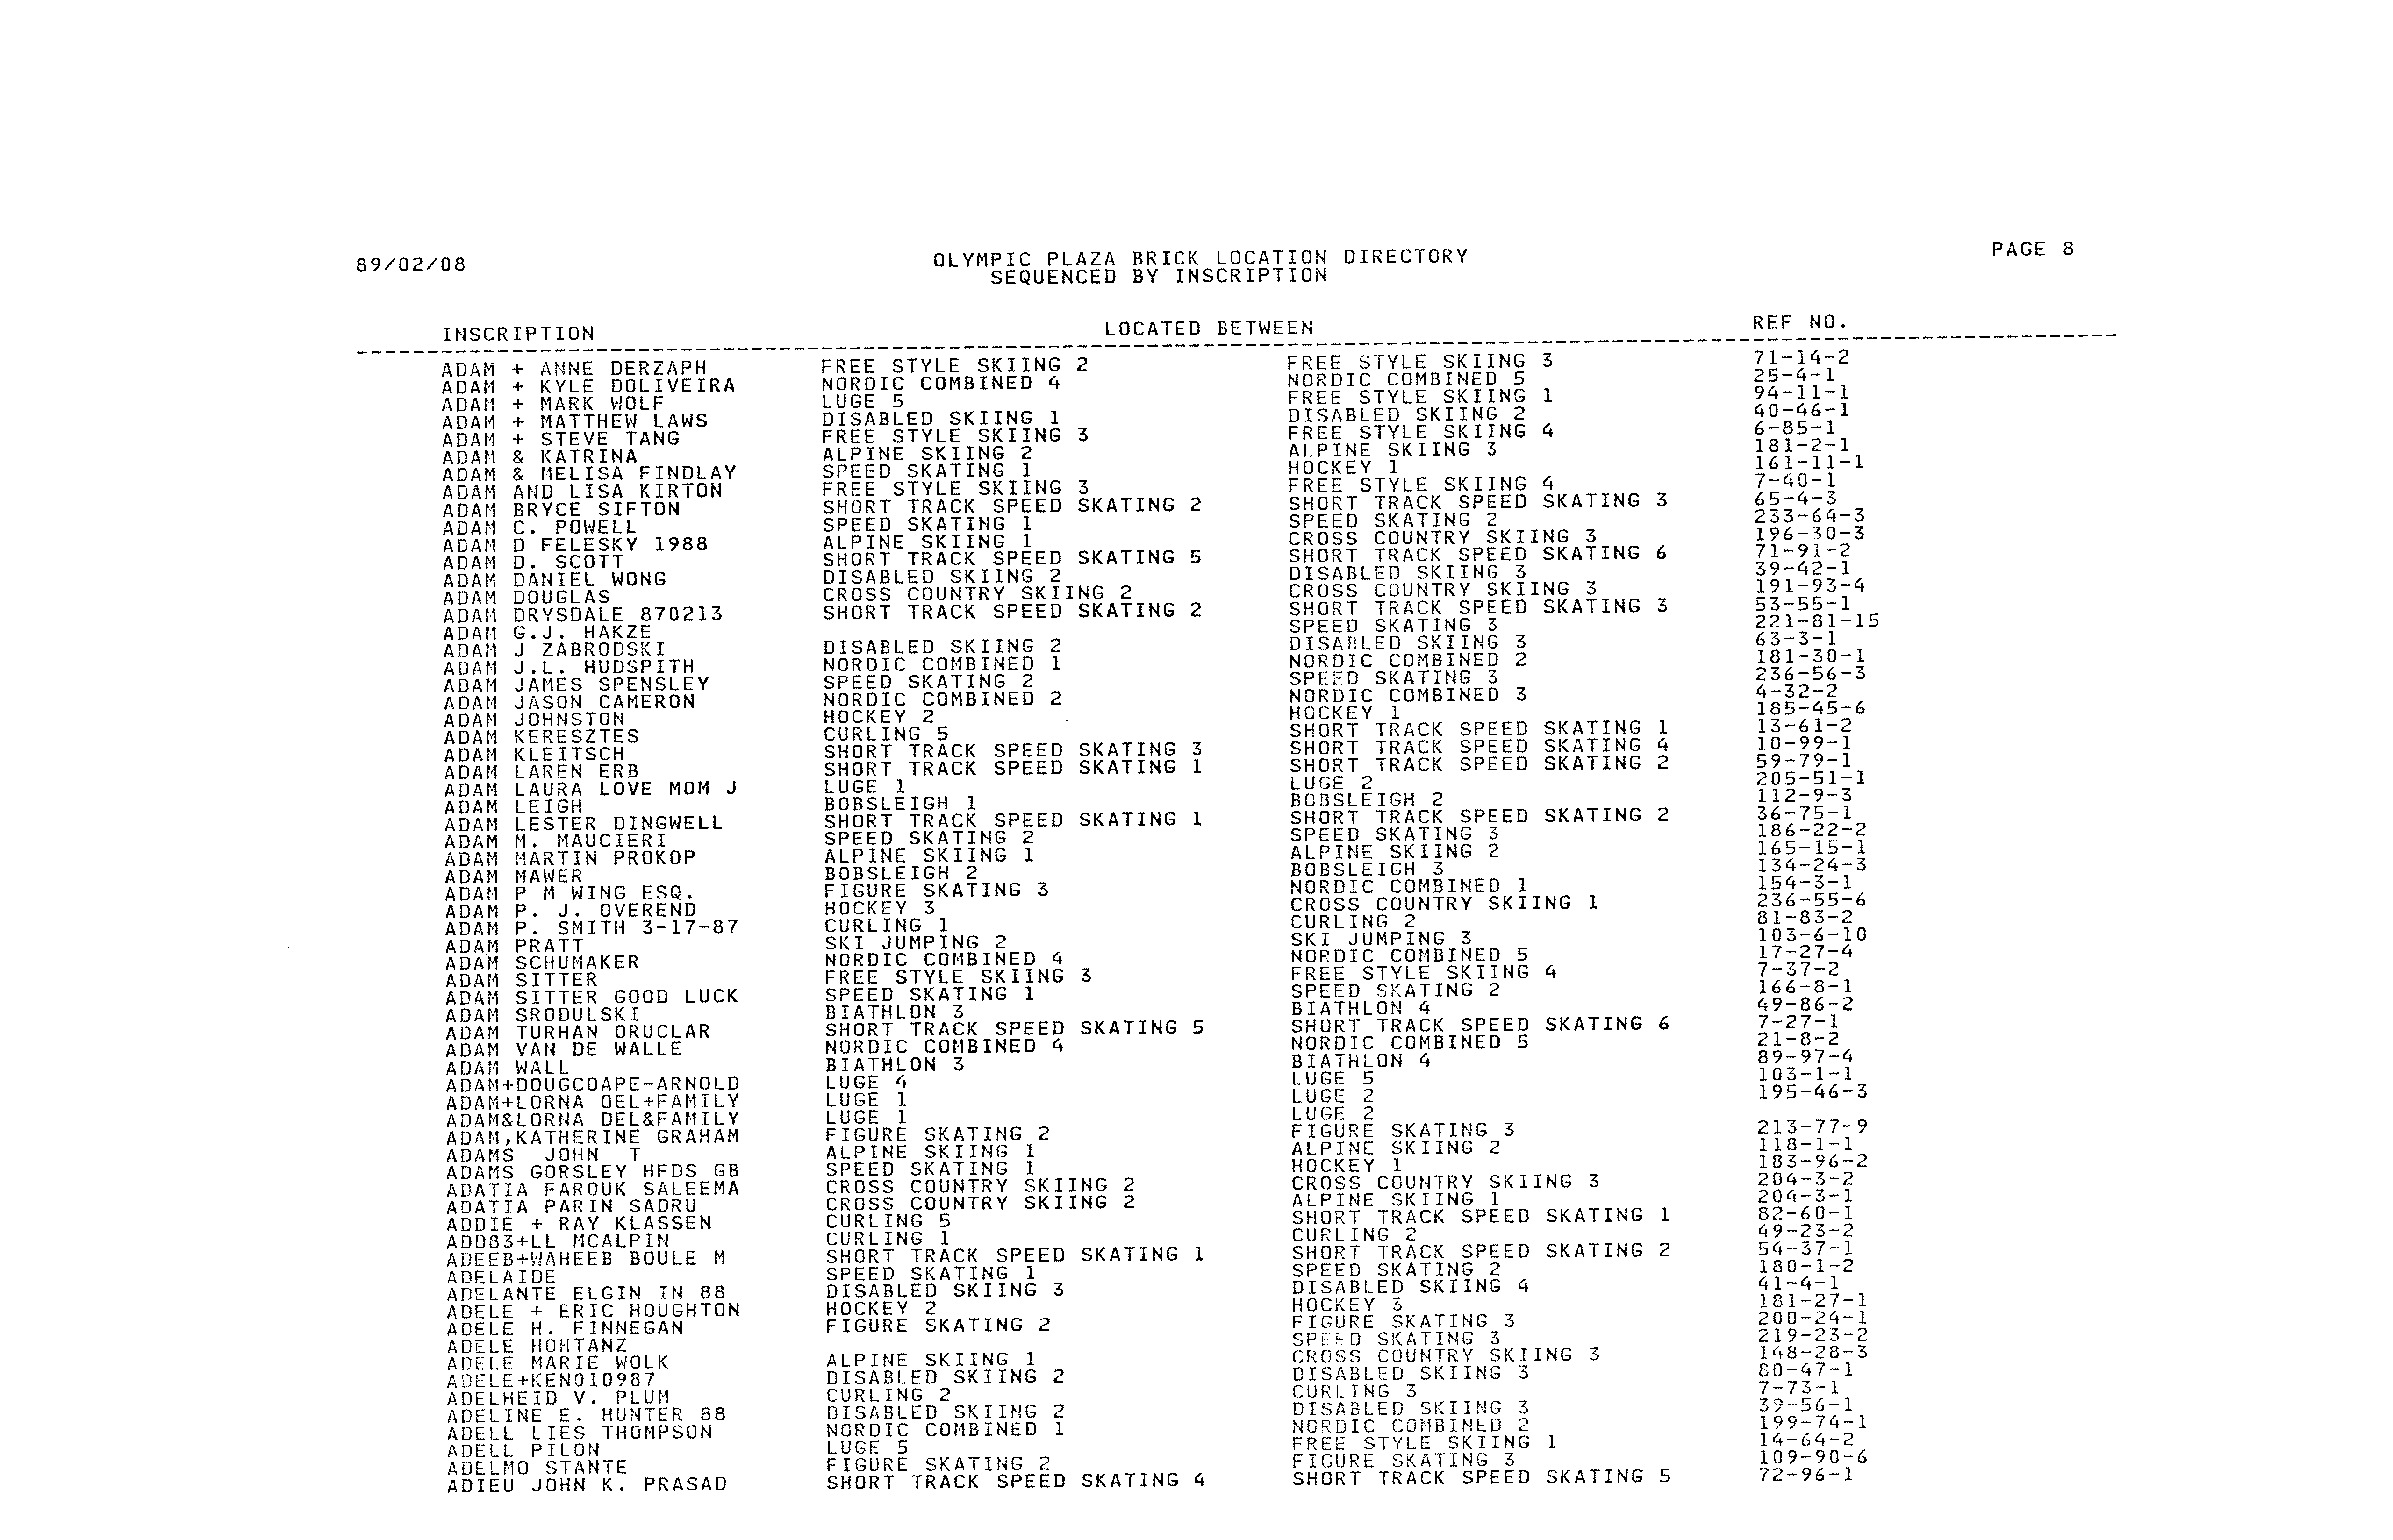 89/02/08 OLYMPIC PLAZA BRICK LOCATION DIRECTORY PAGE 8
SEQUENCED BY INSCRIPTION
INSCRIPTION LOCATED BETWEEN REF NO.
ADAM + ANNE DERZAPH FREE STYLE SKIING 2 FREE STYLE SKIING 3 71-14-2
ADAM + KYLE DOLIVEIRA NORDIC COMBINED 4 NORDIC COMBINED 5 25-4-1
ADAM + MARK WOLF LUGE 5 FREE STYLE SKIING 1 94-11-1
ADAM + MATTHEW LAWS DISABLED SKIING 1 DISABLED SKIING 2 40-46-1
ADAM + STEVE TANG FREE STYLE SKIING 3 FREE STYLE SKIING 4 6-85-1
ADAM & KATRINA ALPINE SKIING 2 ALPINE SKIING 3 181-2-1
ADAM & MELISA FINDLAY SPEED SKATING 1 HOCKEY 1 161-11-1
ADAM AND LISA KIRTON FREE STYLE SKIING 3 FREE STYLE SKIING 4 7-40-1
ADAM BRYCE SIFTON SHORT TRACK SPEED SKATING 2 SHORT TRACK SPEED SKATING 3 65-4-3
ADAM C. POWELL SPEED SKATING 1 SPEED SKATING 2 233-64-3
ADAM D FELESKY 1988 ALPINE SKIING 1 CROSS COUNTRY SKIING 3 196-30-3
ADAM D. SCOTT SHORT TRACK SPEED SKATING 5 SHORT TRACK SPEED SKATING 6 71-91-2
ADAM DANIEL WONG DISABLED SKIING 2 DISABLED SKIING 3 39-42-1
ADAM DOUGLAS CROSS COUNTRY SKIING 2 CROSS COUNTRY SKIING 3 191-93-4
ADAM DRYSDALE 870213 SHORT TRACK SPEED SKATING 2 SHORT TRACK SPEED SKATING 3 53-55-1
ADAM G.J. HAKZE SPEED SKATING 3 221-81-15
ADAM J ZABRODSKI DISABLED SKIING 2 DISABLED SKIING 3 63-3-1
ADAM J.L. HUDSPITH NORDIC COMBINED 1 NORDIC COMBINED 2 181-30-1
ADAM JAMES SPENSLEY SPEED SKATING 2 SPEED SKATING 3 236-56-3
ADAM JASON CAMERON NORDIC COMBINED 2 NORDIC COMBINED 3 4-32-2
ADAM JOHNSTON HOCKEY 2 HOCKEY 1 185-45-6
ADAM KERESZTES CURLING 5 SHORT TRACK SPEED SKATING 1 13-61-2
ADAM KLEITSCH SHORT TRACK SPEED SKATING 3 SHORT TRACK SPEED SKATING 4 10-99-1
ADAM LAREN ERB SHORT TRACK SPEED SKATING 1 SHORT TRACK SPEED SKATING 2 59-79-1
ADAM LAURA LOVE MOM J LUGE 1 LUGE 2 205-51-1
ADAM LEIGH BOBSLEIGH 1 BOBSLEIGH 2 112-9-3
ADAM LESTER DINGWELL SHORT TRACK SPEED SKATING 1 SHORT TRACK SPEED SKATING 2 36-75-1
ADAM M. MAUCIERI SPEED SKATING 2 SPEED SKATING 3 186-22-2
ADAM MARTIN PROKOP ALPINE SKIING 1 ALPINE SKIING 2 165-15-1
ADAM MAWER BOBSLEIGH 2 BOBSLEIGH 3 134-24-3
ADAM P M WING ESQ. FIGURE SKATING 3 NORDIC COMBINED 1 154-3-1
ADAM P. J. OVEREND HOCKEY 3 CROSS COUNTRY SKIING 1 236-55-6
ADAM P. SMITH 3-17-87 CURLING 1 CURLING 2 81-83-2
ADAM PRATT SKI JUMPING 2 SKI JUMPING 3 103-6-10
ADAM SCHUMAKER NORDIC COMBINED 4 NORDIC COMBINED 5 17-27-4
ADAM SITTER FREE STYLE SKIING 3 FREE STYLE SKIING 4 7-37-2
ADAM SITTER GOOD LUCK SPEED SKATING 1 SPEED SKATING 2 166-8-1
ADAM SRODULSKI BIATHLON 3 BIATHLON 4 49-86-2
ADAM TURHAN ORUCLAR SHORT TRACK SPEED SKATING 5 SHORT TRACK SPEED SKATING 6 7-27-1
ADAM VAN DE WALLE NORDIC COMBINED 4 NORDIC COMBINED 5 21-8-2
ADAM WALL BIATHLON 3 BIATHLON 4 89-97-4
ADAM+DOUGCOAPE-ARNOLD LUGE 4 LUGE 5 103-1-1
ADAM+LORNA OEL+FAMILY LUGE 1 LUGE 2 195-46-3
ADAM&LORNA DEL&FAMILY LUGE 1 LUGE 2
ADAM,KATHERINE GRAHAM FIGURE SKATING 2 FIGURE SKATING 3 213-77-9
ADAMS  JOHN  T ALPINE SKIING 1 ALPINE SKIING 2 118-1-1
ADAMS GORSLEY HFDS GB SPEED SKATING 1 HOCKEY 1 183-96-2
ADATIA FAROUK SALEEMA CROSS COUNTRY SKIING 2 CROSS COUNTRY SKIING 3 204-3-2
ADATIA PARIN SADRU CROSS COUNTRY SKIING 2 ALPINE SKIING 1 204-3-1
ADDIE + RAY KLASSEN CURLING 5 SHORT TRACK SPEED SKATING 1 82-60-1
ADD83+LL MCALPIN CURLING 1 CURLING 2 49-23-2
ADEEB+WAHEEB BOULE M SHORT TRACK SPEED SKATING 1 SHORT TRACK SPEED SKATING 2 54-37-1
ADELAIDE SPEED SKATING 1 SPEED SKATING 2 180-1-2
ADELANTE ELGIN IN 88 DISABLED SKIING 3 DISABLED SKIING 4 41-4-1
ADELE + ERIC HOUGHTON HOCKEY 2 HOCKEY 3 181-27-1
ADELE H. FINNEGAN FIGURE SKATING 2 FIGURE SKATING 3 200-24-1
ADELE HOHTANZ SPEED SKATING 3 219-23-2
ADELE MARIE WOLK ALPINE SKIING 1 CROSS COUNTRY SKIING 3 148-28-3
ADELE+KEN010987 DISABLED SKIING 2 DISABLED SKIING 3 80-47-1
ADELHEID V. PLUM CURLING 2 CURLING 3 7-73-1
ADELINE E. HUNTER 88 DISABLED SKIING 2 DISABLED SKIING 3 39-56-1
ADELL LIES THOMPSON NORDIC COMBINED 1 NORDIC COMBINED 2 199-74-1
ADELL PILON LUGE 5 FREE STYLE SKIING 1 14-64-2
ADELMO STANTE FIGURE SKATING 2 FIGURE SKATING 3 109-90-6
ADIEU JOHN K. PRASAD SHORT TRACK SPEED SKATING 4 SHORT TRACK SPEED SKATING 5 72-96-1